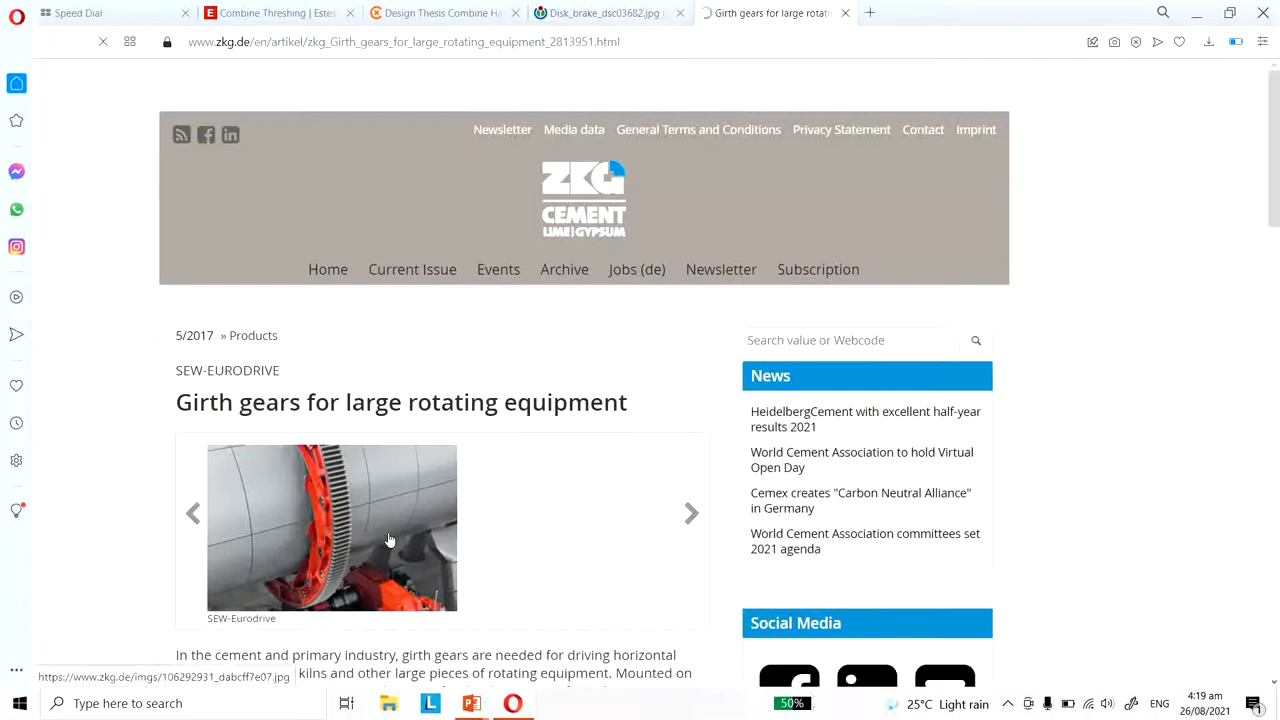 Speed Dial
Combine Threshing | Estes
Design Thesis Combine Ha
Disk_brake_dsc03682.jpg (
Girth gears for large rotati
www.zkg.de/en/artikel/zkg_Girth_gears_for_large_rotating_equipment_2813951.html
Newsletter Media data General Terms and Conditions Privacy Statement Contact Imprint
ZKG
CEMENT
LIME|GYPSUM
Home Current Issue Events Archive Jobs (de) Newsletter Subscription
5/2017 » Products
SEW-EURODRIVE
Girth gears for large rotating equipment
SEW-Eurodrive
In the cement and primary industry, girth gears are needed for driving horizontal
kilns and other large pieces of rotating equipment. Mounted on
Search value or Webcode
News
HeidelbergCement with excellent half-year
results 2021
World Cement Association to hold Virtual
Open Day
Cemex creates "Carbon Neutral Alliance"
in Germany
World Cement Association committees set
2021 agenda
Social Media
https://www.zkg.de/imgs/106292931_dabcff7e07.jpg
Type here to search
50%
25°C Light rain
ENG
4:19 am
26/08/2021
1